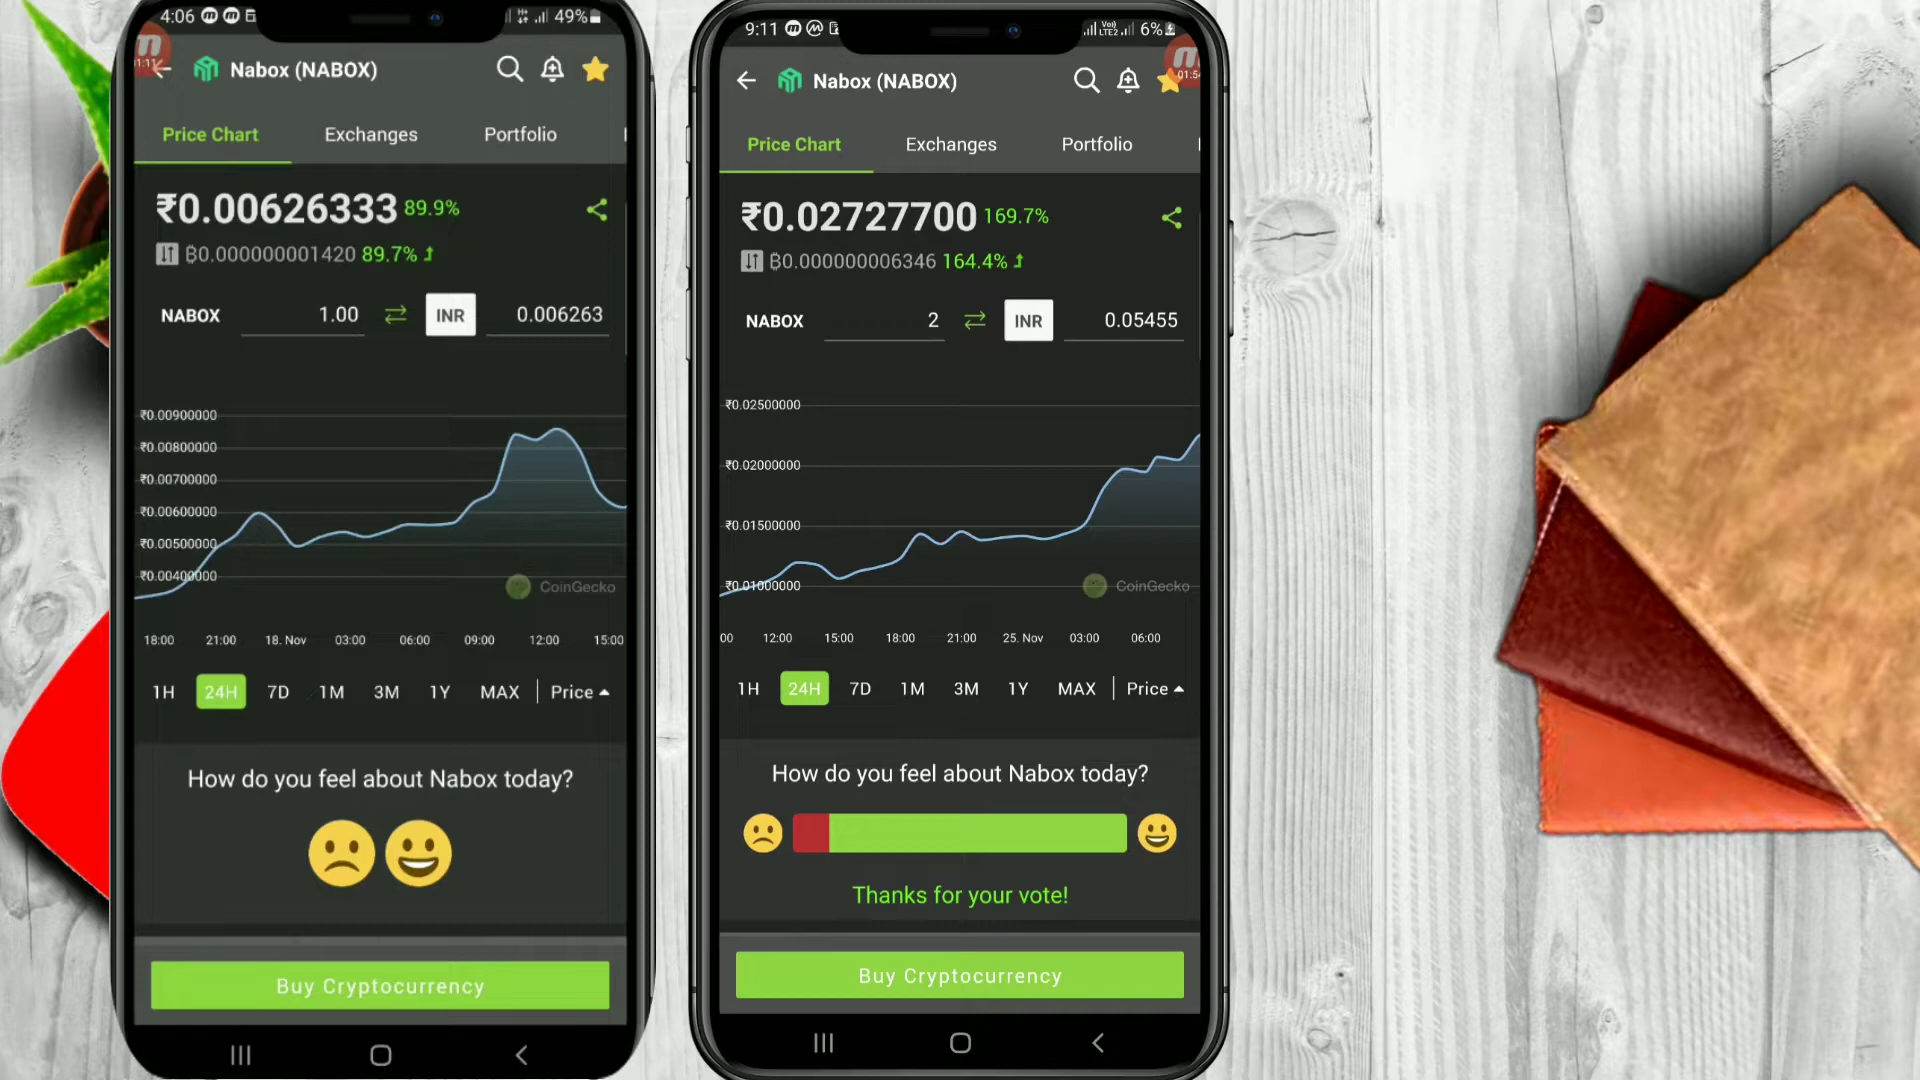 4:06 49%
01:11
Nabox (NABOX)
Price Chart Exchanges Portfolio
₹0.00626333 89.9%
₿0.000000001420 89.7%
NABOX 1.00 INR 0.006263
₹0.00900000
₹0.00800000
₹0.00700000
₹0.00600000
₹0.00500000
₹0.00400000
CoinGecko
18:00 21:00 18. Nov 03:00 06:00 09:00 12:00 15:00
1H 24H 7D 1M 3M 1Y MAX Price
How do you feel about Nabox today?
Buy Cryptocurrency
9:11 6%
01:54
Nabox (NABOX)
Price Chart Exchanges Portfolio
₹0.02727700 169.7%
₿0.000000006346 164.4%
NABOX 2 INR 0.05455
₹0.02500000
₹0.02000000
₹0.01500000
₹0.01000000
CoinGecko
00 12:00 15:00 18:00 21:00 25. Nov 03:00 06:00
1H 24H 7D 1M 3M 1Y MAX Price
How do you feel about Nabox today?
Thanks for your vote!
Buy Cryptocurrency